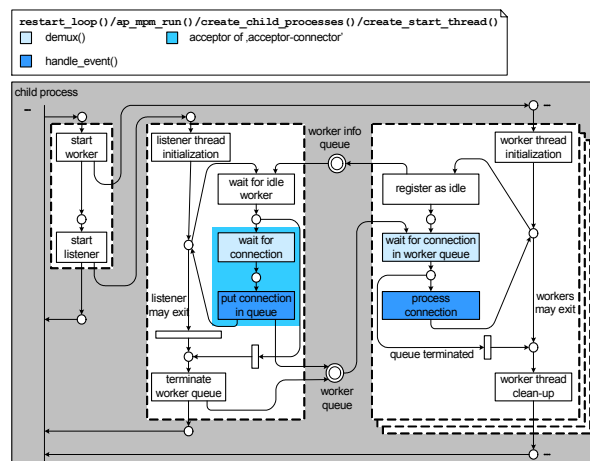 restart_loop()/ap_mpm_run()/create_child_processes()/create_start_thread()
demux()
acceptor of ‚acceptor-connector’
handle_event()
child process
...
...
start
worker
listener thread
initialization
worker info
queue
worker thread
initialization
wait for idle
worker
register as idle
start
listener
wait for
connection
wait for connection
in worker queue
listener
may exit
put connection
in queue
process
connection
workers
may exit
queue terminated
terminate
worker queue
worker
queue
worker thread
clean-up
...